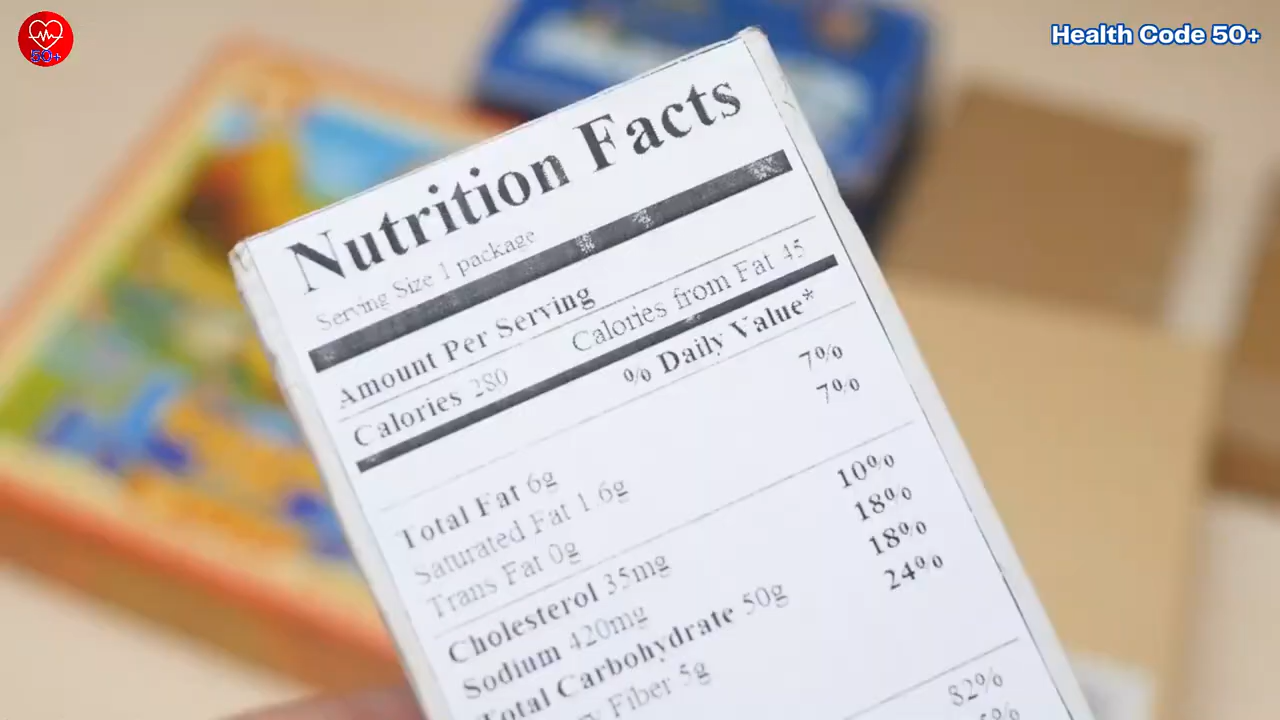 50+
Health Code 50+
Nutrition Facts
Serving Size 1 package
Amount Per Serving
Calories 280 Calories from Fat 45
% Daily Value*
Total Fat 6g 7%
Saturated Fat 1.6g 7%
Trans Fat 0g
Cholesterol 35mg 10%
Sodium 420mg 18%
Total Carbohydrate 50g 18%
Fiber 5g 24%
82%